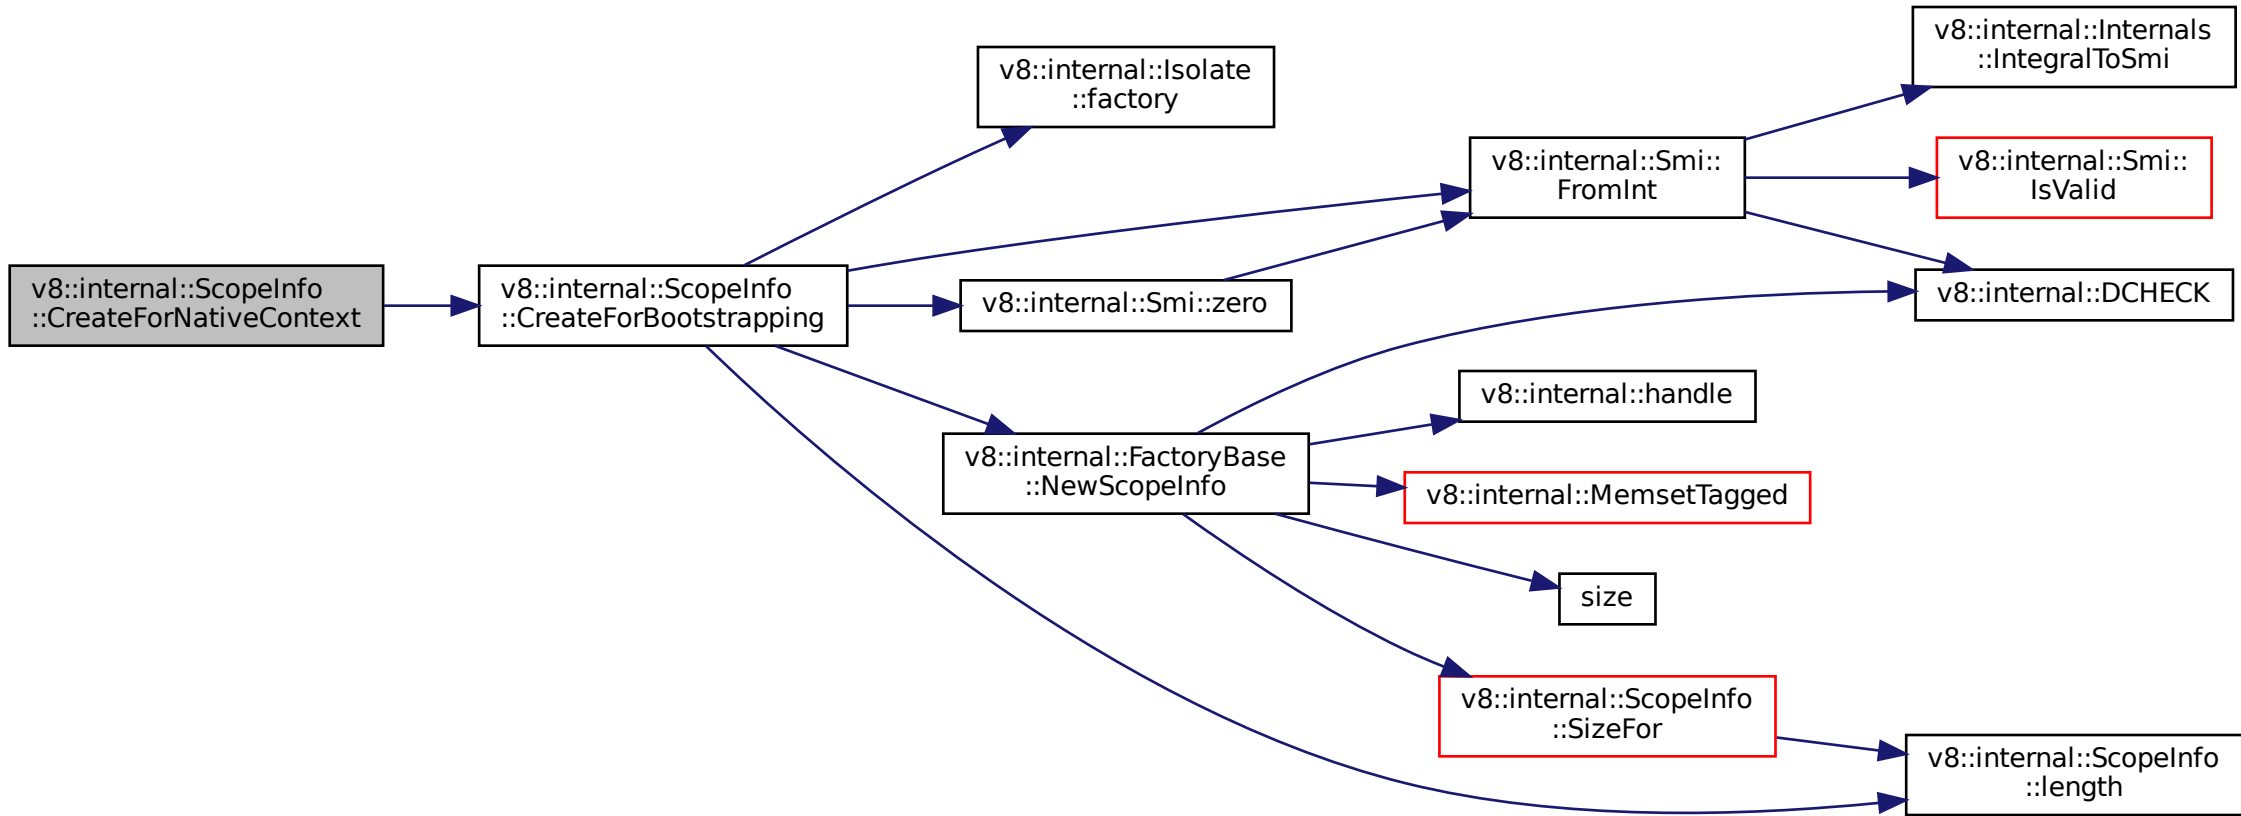 v8::internal::ScopeInfo
::CreateForNativeContext
v8::internal::ScopeInfo
::CreateForBootstrapping
v8::internal::Isolate
::factory
v8::internal::Smi::zero
v8::internal::FactoryBase
::NewScopeInfo
v8::internal::Smi::
FromInt
v8::internal::handle
v8::internal::MemsetTagged
size
v8::internal::ScopeInfo
::SizeFor
v8::internal::Internals
::IntegralToSmi
v8::internal::Smi::
IsValid
v8::internal::DCHECK
v8::internal::ScopeInfo
::length